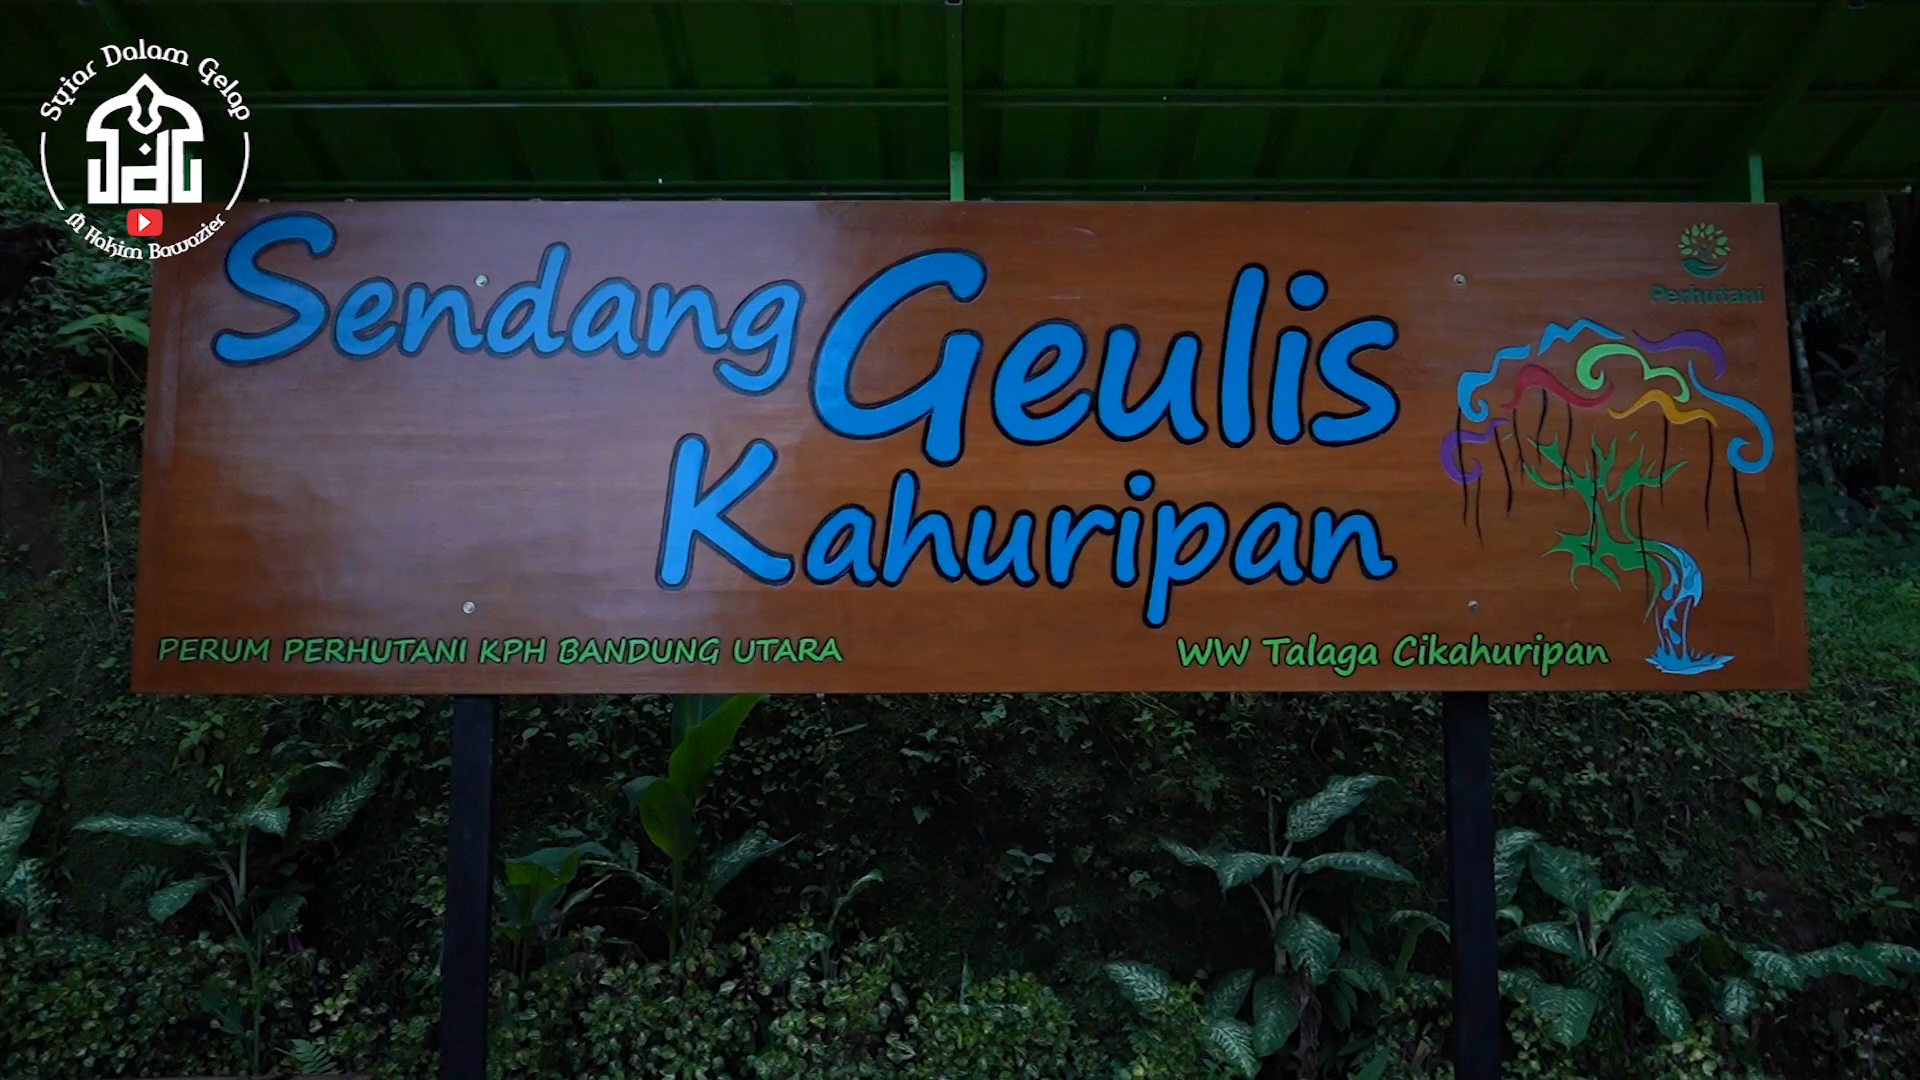 Syiar Dalam Gelap
M Hakim Bawazier
Sendang Geulis
Kahuripan
Perhutani
PERUM PERHUTANI KPH BANDUNG UTARA
WW Talaga Cikahuripan